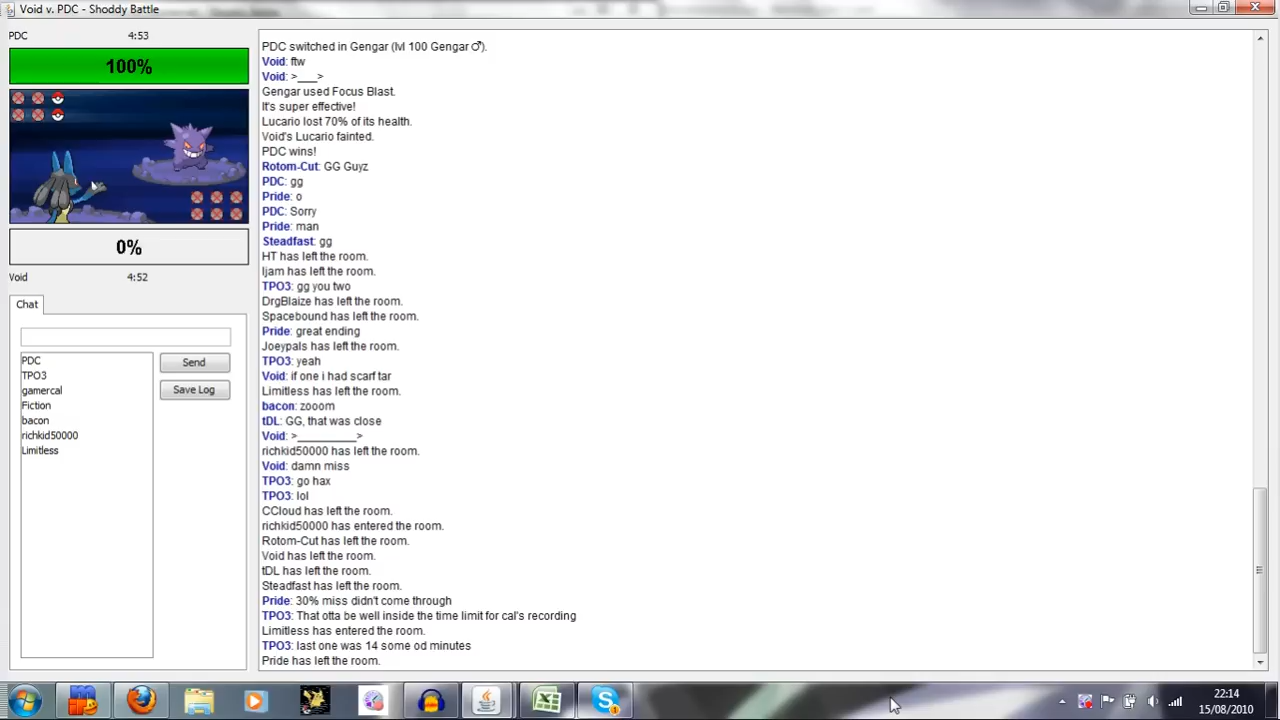 Void v. PDC - Shoddy Battle
PDC 4:53
100%
0%
Void 4:52
Chat
PDC
TPO3
gamercal
Fiction
bacon
richkid50000
Limitless
Send
Save Log
PDC switched in Gengar (lvl 100 Gengar ♂).
Void: ftw
Void: >___>
Gengar used Focus Blast.
It's super effective!
Lucario lost 70% of its health.
Void's Lucario fainted.
PDC wins!
Rotom-Cut: GG Guyz
PDC: gg
Pride: o
PDC: Sorry
Pride: man
Steadfast: gg
HT has left the room.
Ijam has left the room.
TPO3: gg you two
DrgBlaize has left the room.
Spacebound has left the room.
Pride: great ending
Joeypals has left the room.
TPO3: yeah
Void: if one i had scarf tar
Limitless has left the room.
bacon: zooom
tDL: GG, that was close
Void: >_________>
richkid50000 has left the room.
Void: damn miss
TPO3: go hax
TPO3: lol
CCloud has left the room.
richkid50000 has entered the room.
Rotom-Cut has left the room.
Void has left the room.
tDL has left the room.
Steadfast has left the room.
Pride: 30% miss didn't come through
TPO3: That otta be well inside the time limit for cal's recording
Limitless has entered the room.
TPO3: last one was 14 some od minutes
Pride has left the room.
22:14
15/08/2010